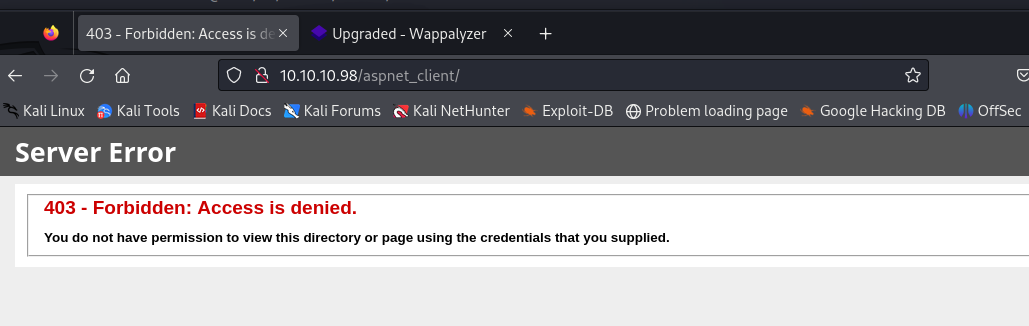 403 - Forbidden: Access is de
Upgraded - Wappalyzer
10.10.10.98/aspnet_client/
Kali Linux Kali Tools Kali Docs Kali Forums Kali NetHunter Exploit-DB Problem loading page Google Hacking DB OffSec
Server Error
403 - Forbidden: Access is denied.
You do not have permission to view this directory or page using the credentials that you supplied.